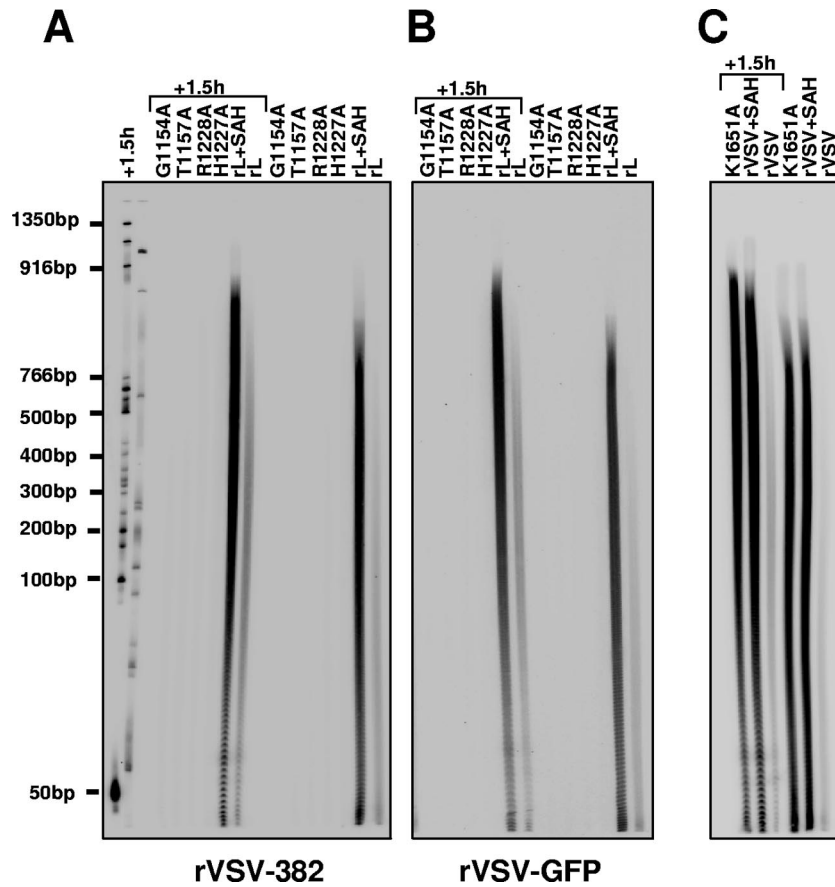 A
B
C
+1.5h
+1.5h
G1154A
T1157A
R1228A
H1227A
rL+SAH
rL
G1154A
T1157A
R1228A
H1227A
rL+SAH
rL
+1.5h
G1154A
T1157A
R1228A
H1227A
rL+SAH
rL
G1154A
T1157A
R1228A
H1227A
rL+SAH
rL
+1.5h
K1651A
rVSV+SAH
rVSV
K1651A
rVSV+SAH
rVSV
1350bp
916bp
766bp
500bp
400bp
300bp
200bp
100bp
50bp
rVSV-382
rVSV-GFP